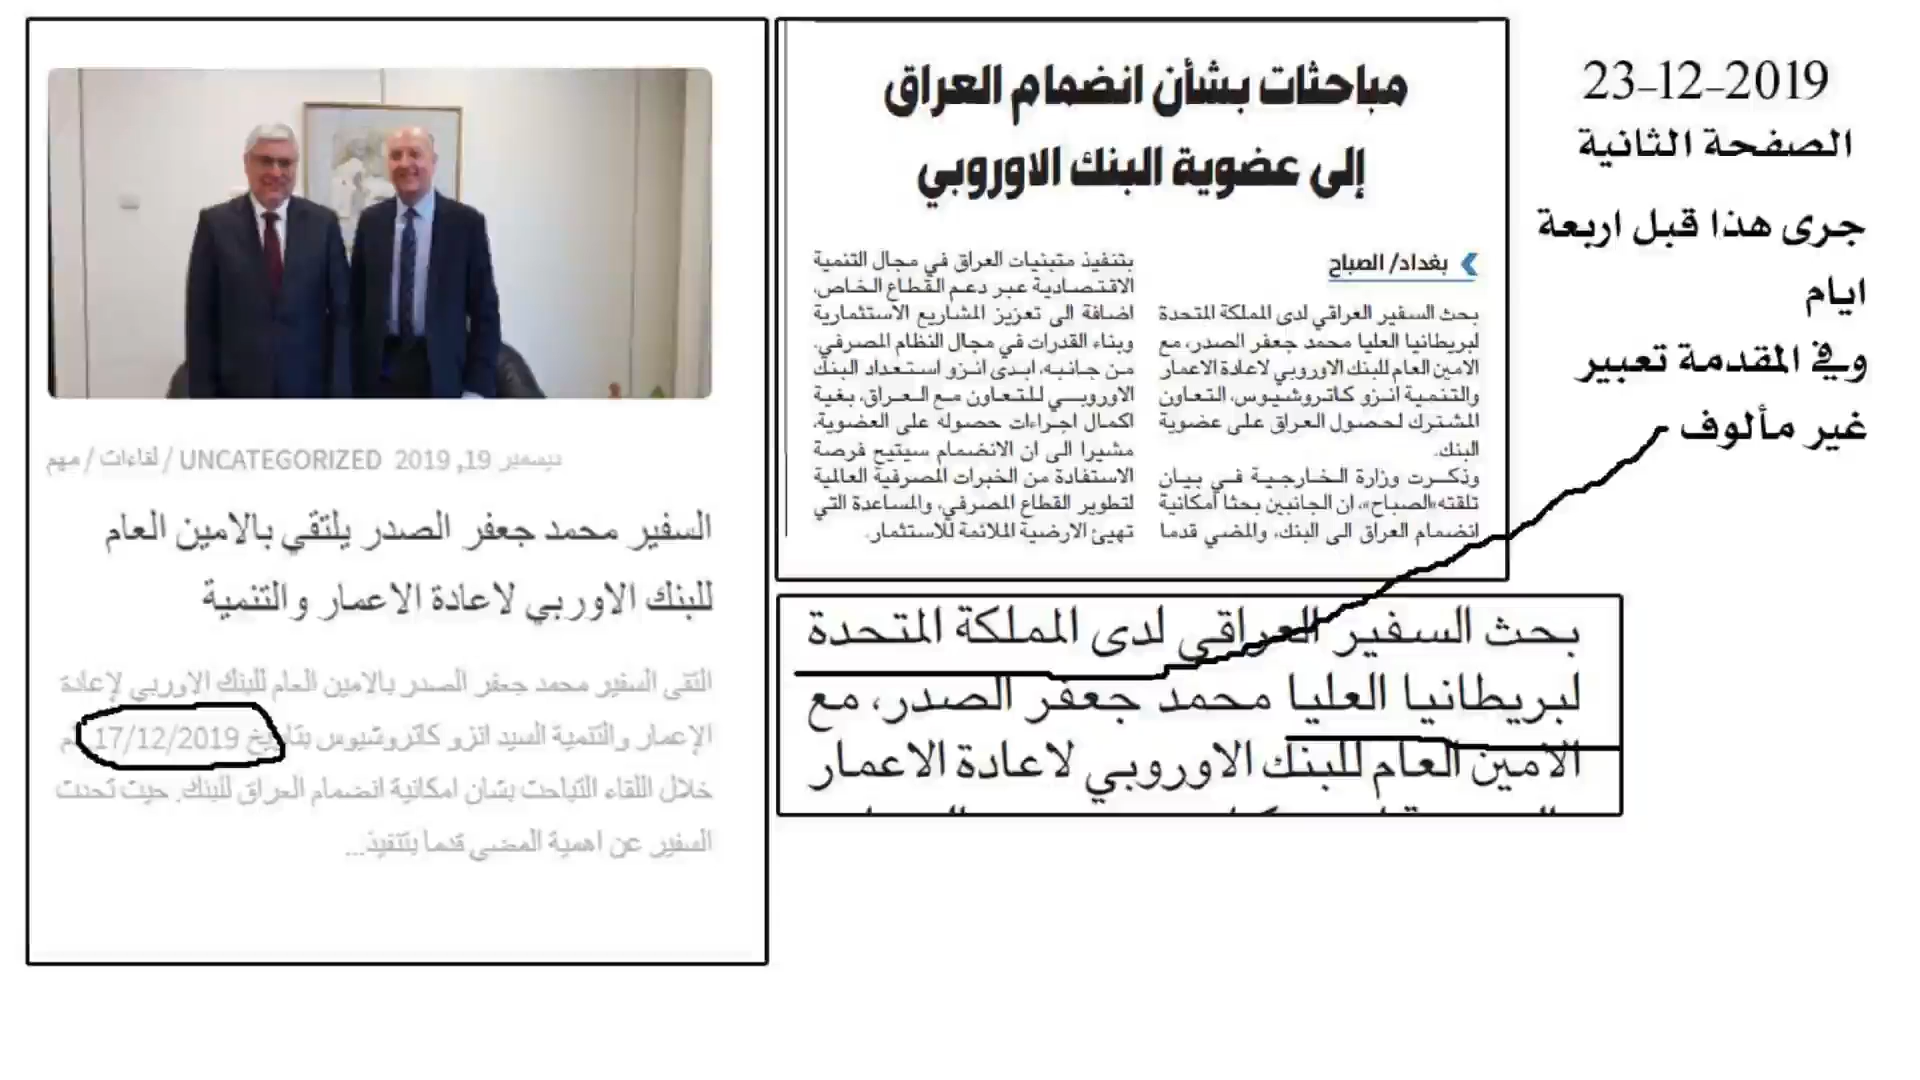 23-12-2019
الصفحة الثانية
جرى هذا قبل اربعة
ايام
وفي المقدمة تعبير
غير مألوف
مباحثات بشأن انضمام العراق
إلى عضوية البنك الاوروبي
بغداد/ الصباح
بحث السفير العراقي لدى المملكة المتحدة
لبريطانيا العليا محمد جعفر الصدر، مع
الامين العام للبنك الاوروبي لاعادة الاعمار
والتنمية انزو كاتروشيوس، التعاون
المشترك لحصول العراق على عضوية
البنك.
وذكرت وزارة الخارجية في بيان
تلقته«الصباح»، ان الجانبين بحثا امكانية
انضمام العراق الى البنك، والمضي قدما
بتنفيذ متبنيات العراق في مجال التنمية
الاقتصادية عبر دعم القطاع الخاص،
اضافة الى تعزيز المشاريع الاستثمارية
وبناء القدرات في مجال النظام المصرفي.
من جانبه، ابدى انزو استعداد البنك
الاوروبي للتعاون مع العراق، بغية
اكمال اجراءات حصوله على العضوية،
مشيرا الى ان الانضمام سيتيح فرصة
الاستفادة من الخبرات المصرفية العالمية
لتطوير القطاع المصرفي، والمساعدة التي
تهيئ الارضية الملائمة للاستثمار.
بحث السفير العراقي لدى المملكة المتحدة
لبريطانيا العليا محمد جعفر الصدر، مع
الامين العام للبنك الاوروبي لاعادة الاعمار
ديسمبر 19, 2019 UNCATEGORIZED / لقاءات / مهم
السفير محمد جعفر الصدر يلتقي بالامين العام
للبنك الاوربي لاعادة الاعمار والتنمية
التقى السفير محمد جعفر الصدر بالامين العام للبنك الاوربي لإعادة
الإعمار والتنمية السيد انزو كاتروشيوس بتاريخ 17/12/2019
خلال اللقاء التباحث بشان امكانية انضمام العراق للبنك. حيث تحدث
السفير عن اهمية المضي قدما بتنفيذ...